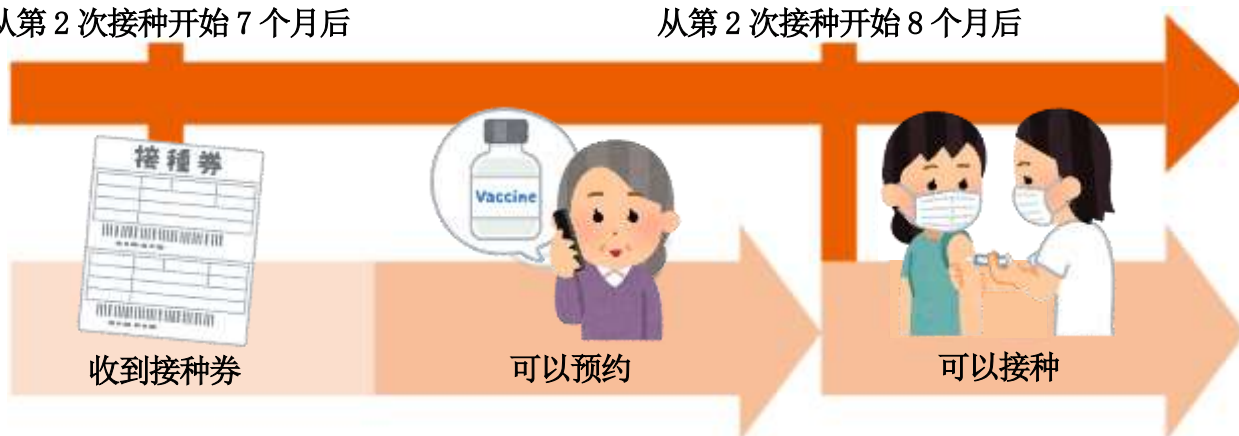 从第2次接种开始7个月后
从第2次接种开始8个月后
接種券
Vaccine
收到接种券
可以预约
可以接种